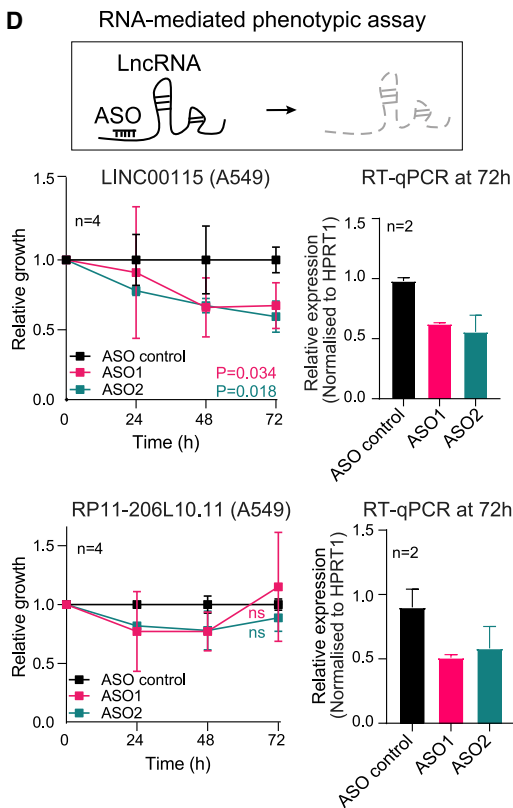 D
RNA-mediated phenotypic assay
LncRNA
ASO
LINC00115 (A549)
1.5
1.0
0.5
0.0
Relative growth
n=4
ASO control
ASO1
ASO2
P=0.034
P=0.018
0
24
48
72
Time (h)
RT-qPCR at 72h
1.5
1.0
0.5
0.0
Relative expression
(Normalised to HPRT1)
n=2
ASO control
ASO1
ASO2
RP11-206L10.11 (A549)
1.5
1.0
0.5
0.0
Relative growth
n=4
ns
ns
ASO control
ASO1
ASO2
0
24
48
72
Time (h)
RT-qPCR at 72h
1.5
1.0
0.5
0.0
Relative expression
(Normalised to HPRT1)
n=2
ASO control
ASO1
ASO2